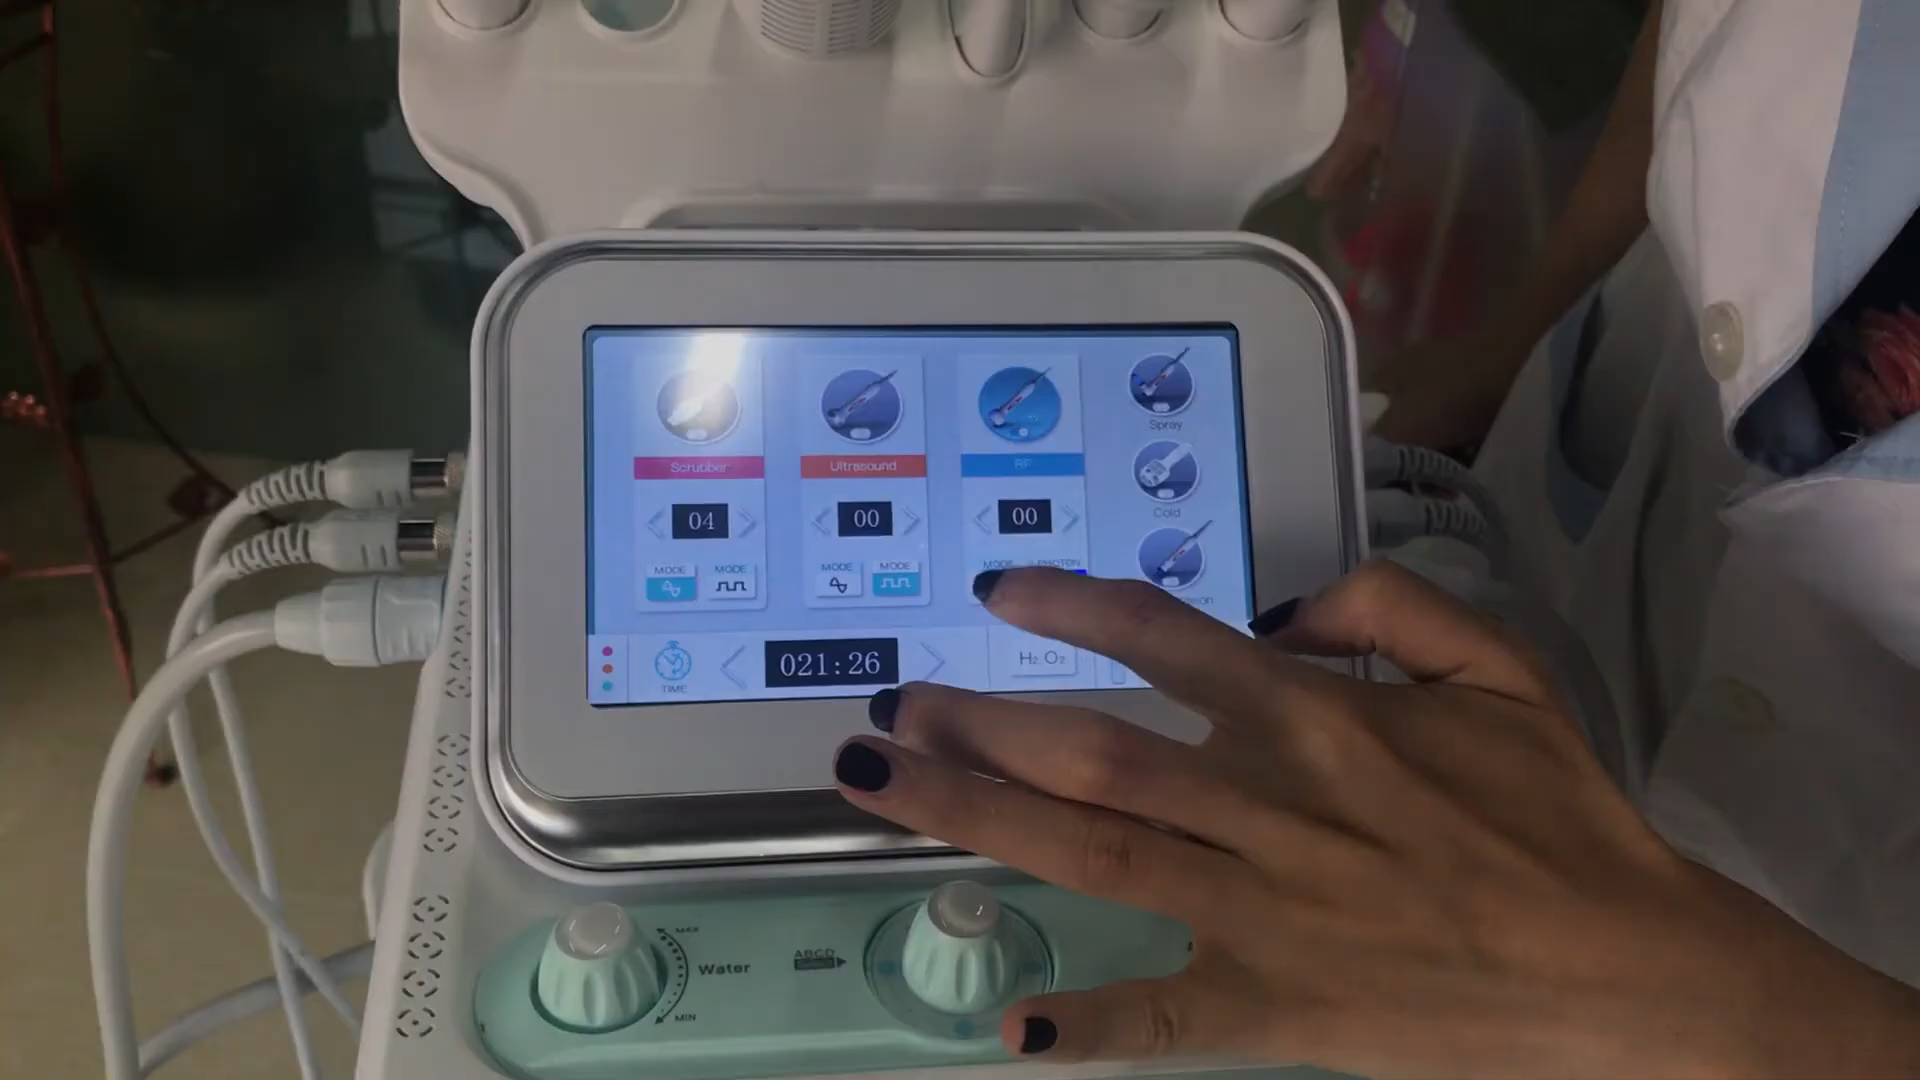 Spray
Scrubber
Ultrasound
RF
04
00
00
Cold
MODE
MODE
MODE
MODE
MODE
021:26
H2O2
TIME
MAX
Water
MIN
ABCD